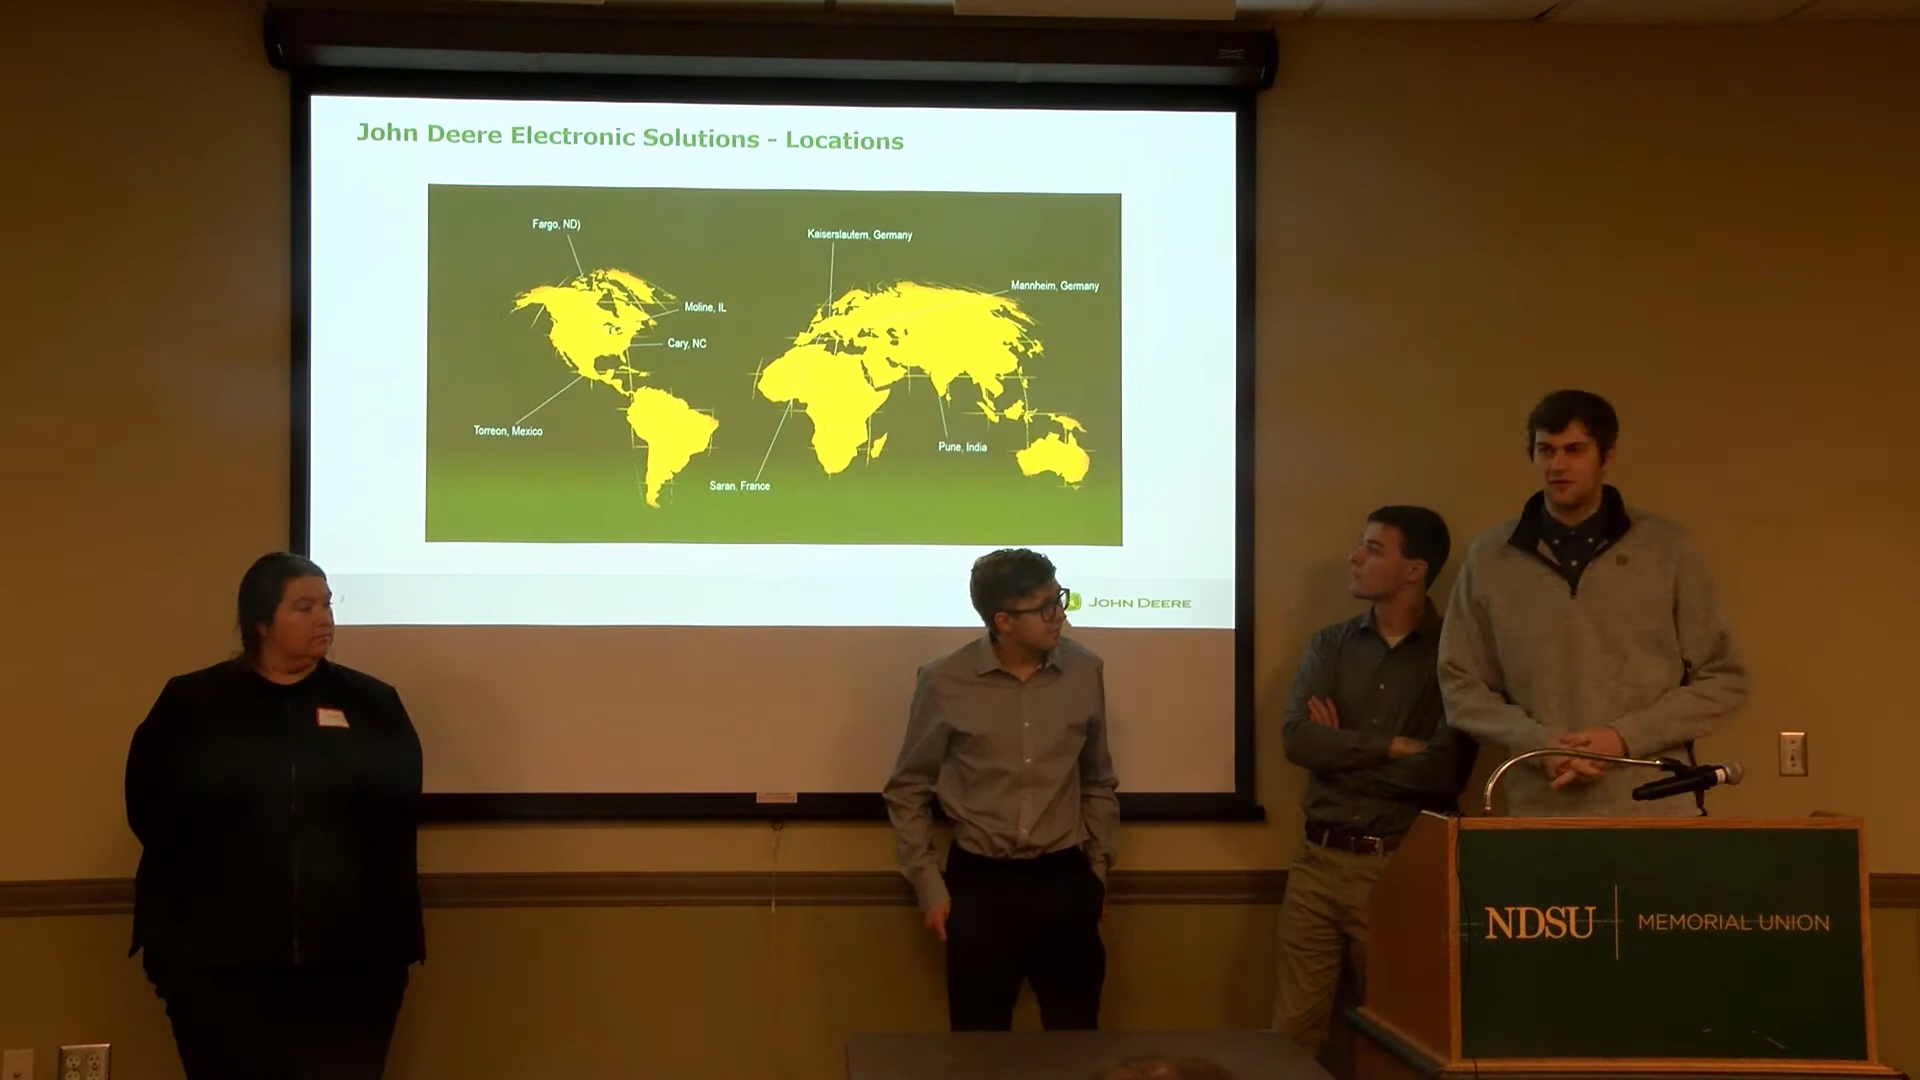 John Deere Electronic Solutions - Locations
Fargo, ND)
Kaiserslautern, Germany
Mannheim, Germany
Moline, IL
Cary, NC
Torreon, Mexico
Pune, India
Saran, France
2
JOHN DEERE
NDSU MEMORIAL UNION